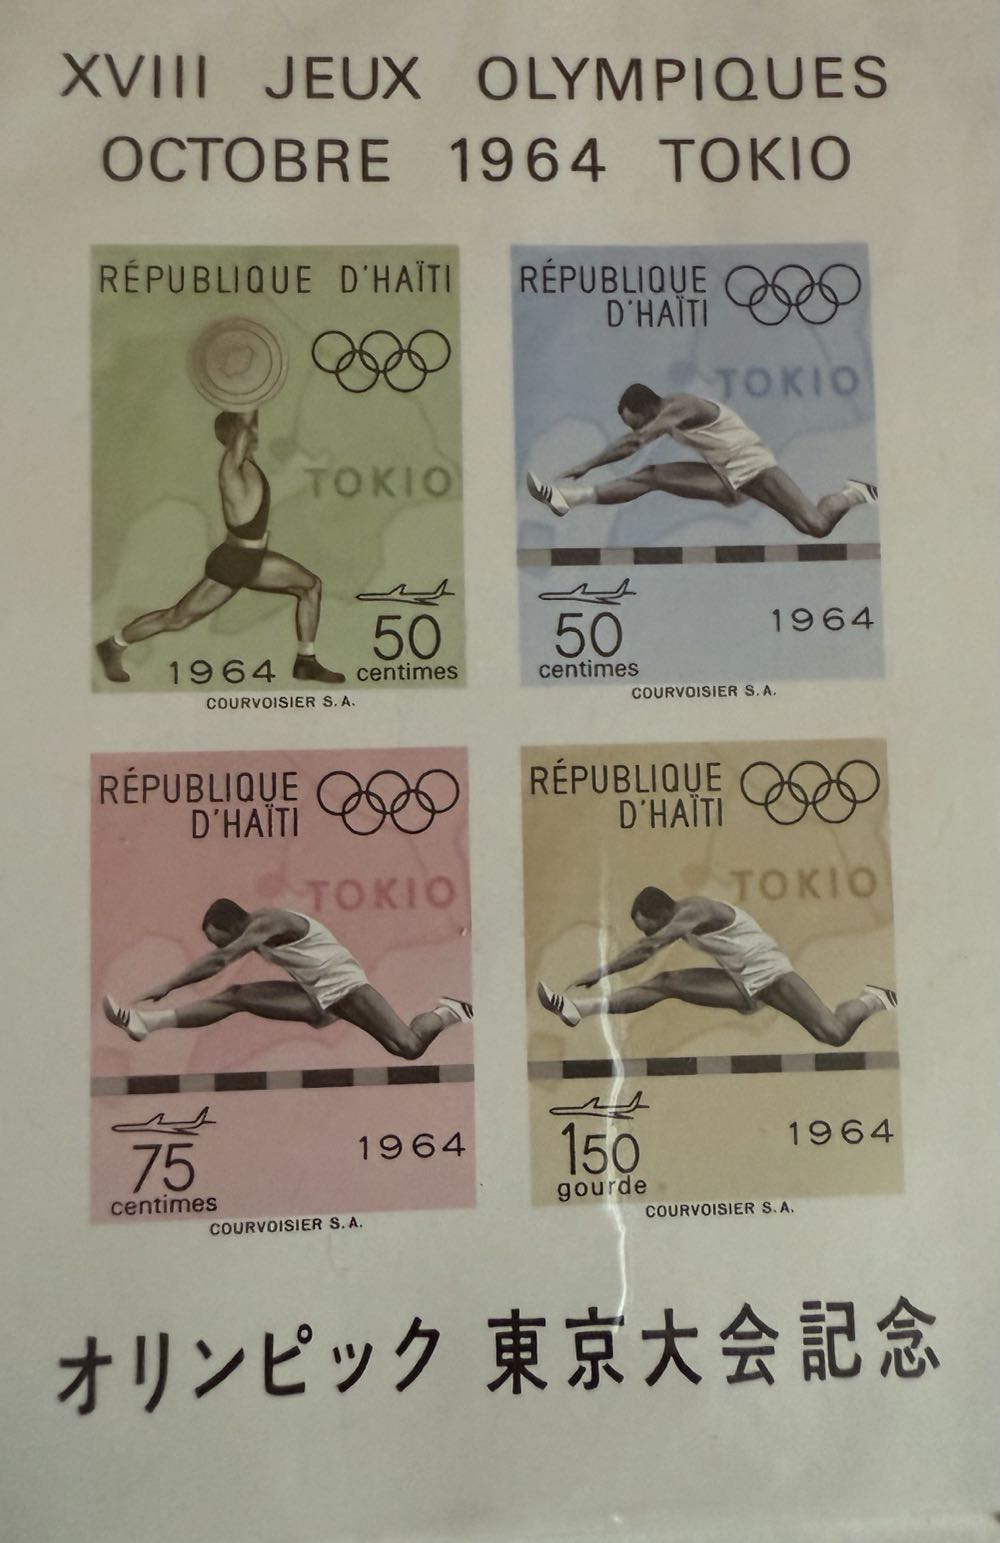 XVIII JEUX OLYMPIQUES
OCTOBRE 1964 TOKIO
RÉPUBLIQUE D'HAÏTI
TOKIO
1964
50
centimes
COURVOISIER S.A.
RÉPUBLIQUE
D'HAÏTI
TOKIO
50
centimes
1964
COURVOISIER S.A.
RÉPUBLIQUE
D'HAÏTI
TOKIO
75
centimes
1964
COURVOISIER S.A.
RÉPUBLIQUE
D'HAÏTI
TOKIO
150
gourde
1964
COURVOISIER S.A.
オリンピック 東京大会記念